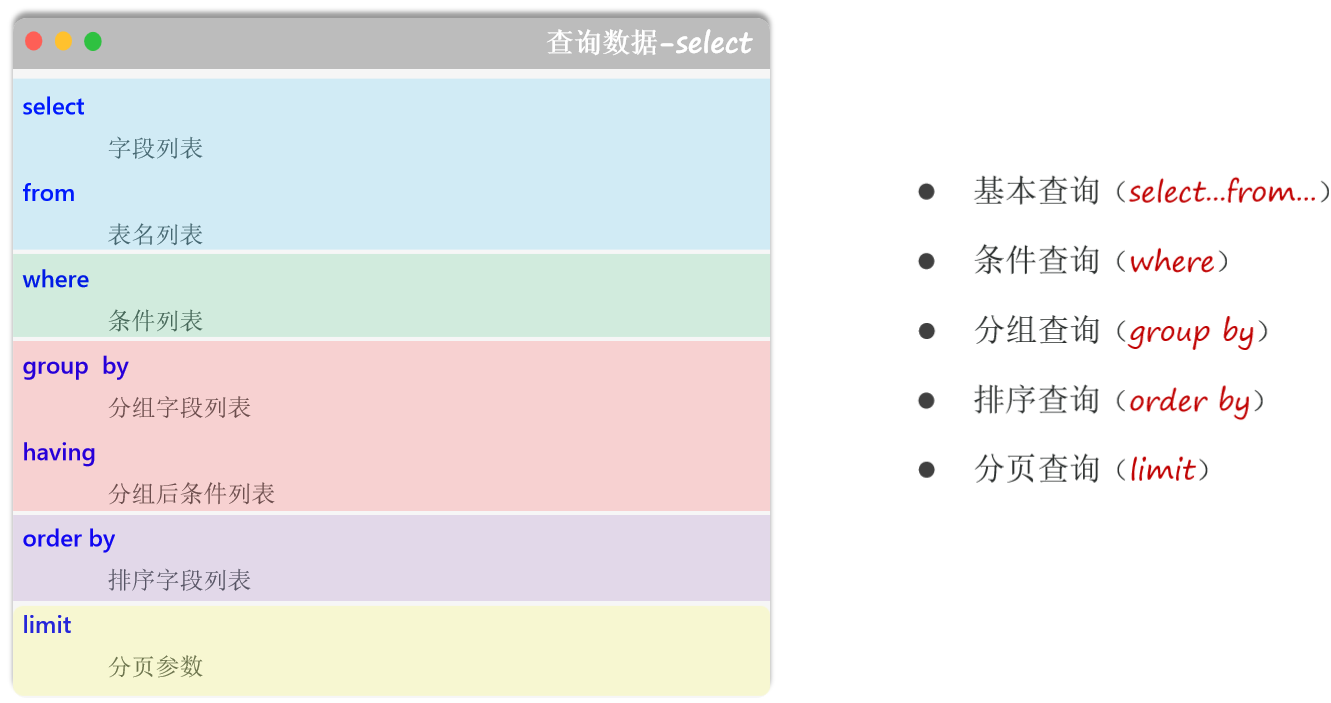 查询数据-select
select
字段列表
from
表名列表
where
条件列表
group  by
分组字段列表
having
分组后条件列表
order by
排序字段列表
limit
分页参数
● 基本查询（select...from...）
● 条件查询（where）
● 分组查询（group by）
● 排序查询（order by）
● 分页查询（limit）